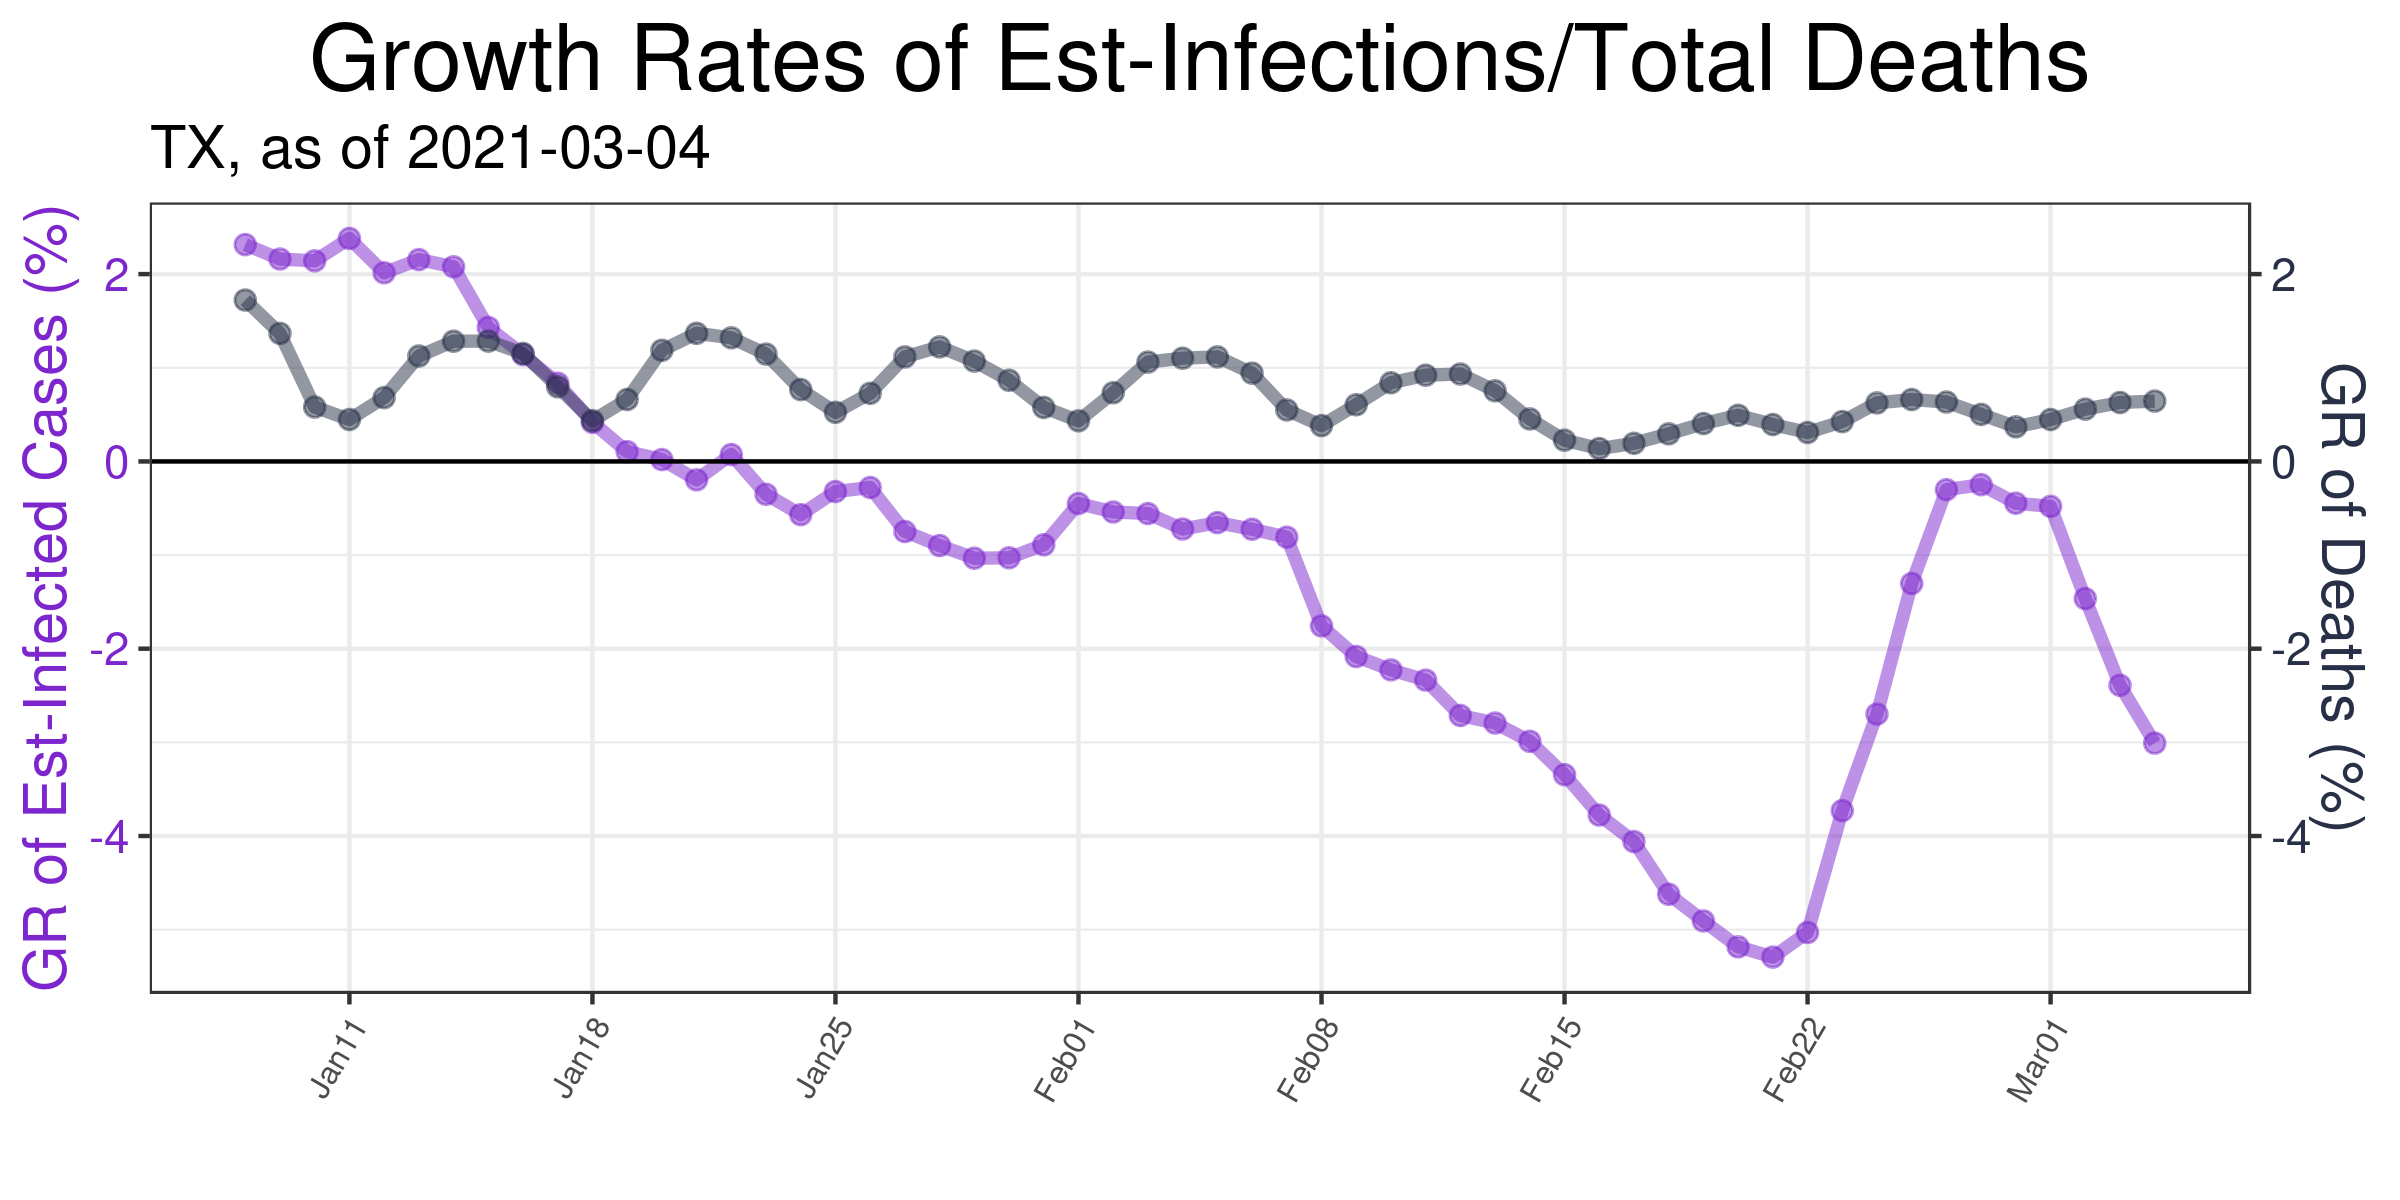 Growth Rates of Est-Infections/Total Deaths
TX, as of 2021-03-04
GR of Est-Infected Cases (%)
2
0
-2
-4
2
0
-2
-4
GR of Deaths (%)
Jan11
Jan18
Jan25
Feb01
Feb08
Feb15
Feb22
Mar01